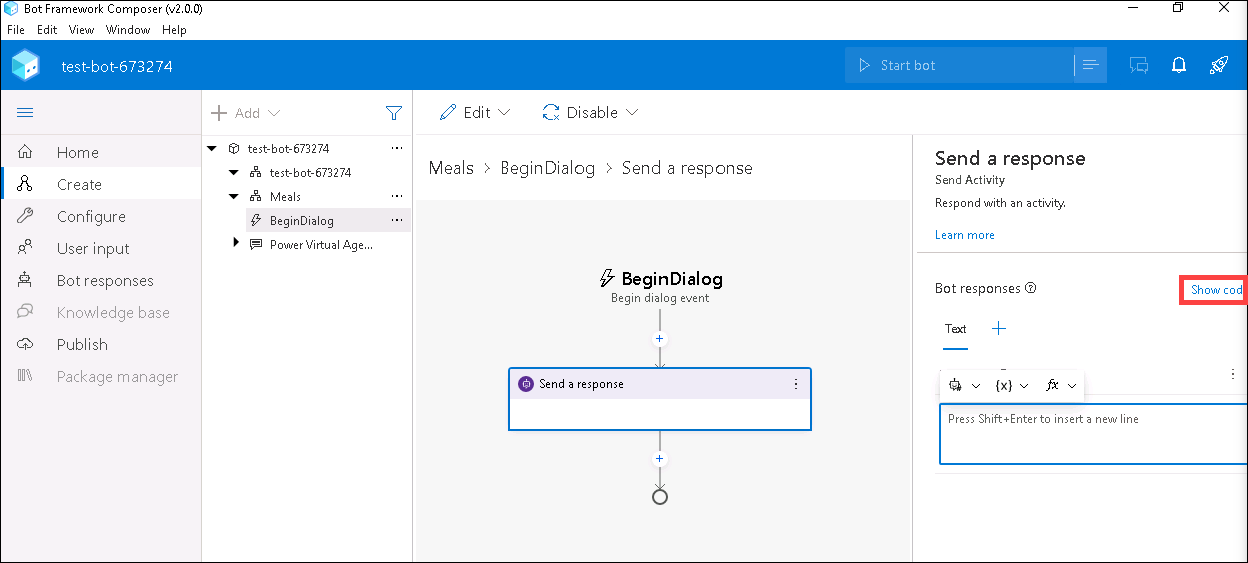 Bot Framework Composer (v2.0.0)
File Edit View Window Help
test-bot-673274
Start bot
Add
Edit
Disable
Home
Create
Configure
User input
Bot responses
Knowledge base
Publish
Package manager
test-bot-673274
test-bot-673274
Meals
BeginDialog
Power Virtual Age...
Meals > BeginDialog > Send a response
BeginDialog
Begin dialog event
Send a response
Send a response
Send Activity
Respond with an activity.
Learn more
Bot responses
Show cod
Text
{x}
fx
Press Shift+Enter to insert a new line